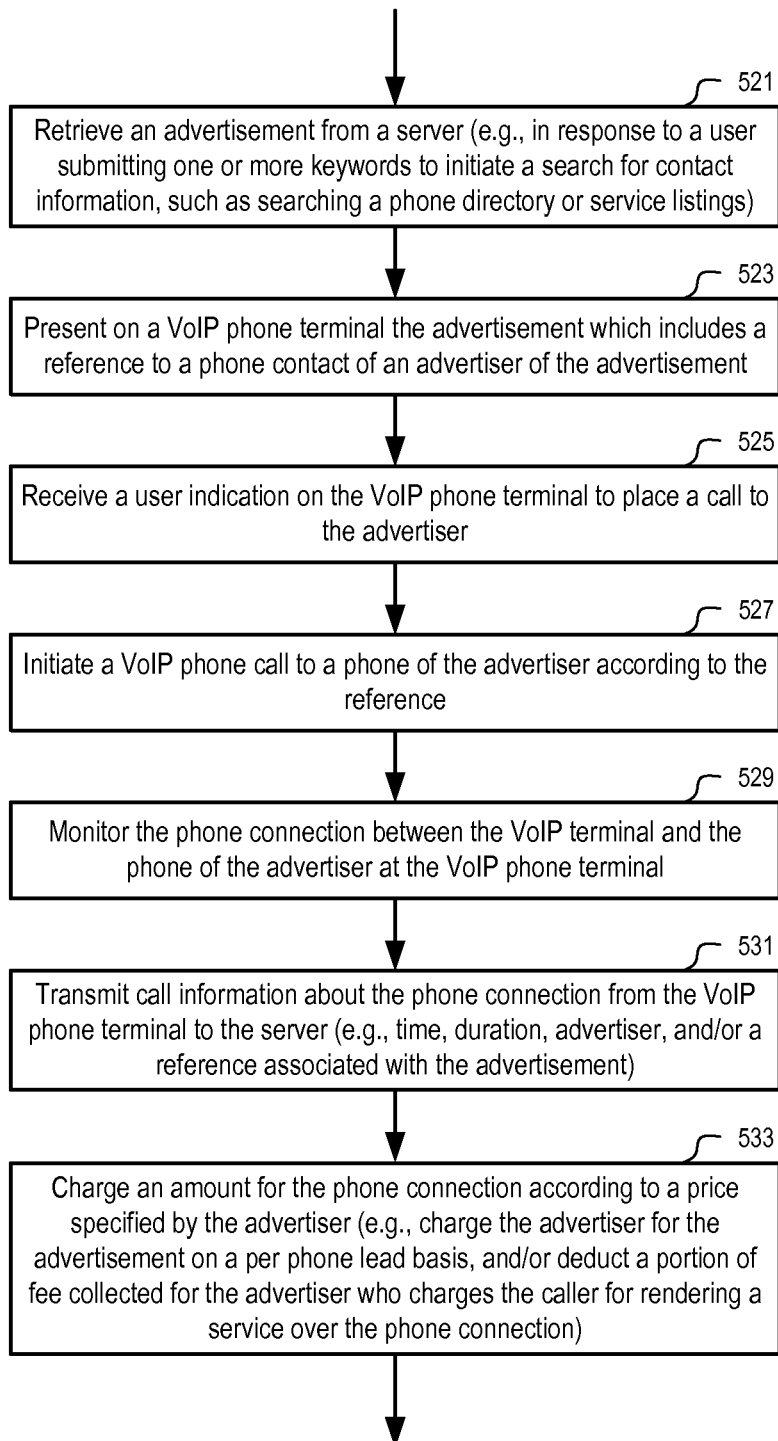 521
Retrieve an advertisement from a server (e.g., in response to a user
submitting one or more keywords to initiate a search for contact
information, such as searching a phone directory or service listings)
523
Present on a VoIP phone terminal the advertisement which includes a
reference to a phone contact of an advertiser of the advertisement
525
Receive a user indication on the VoIP phone terminal to place a call to
the advertiser
527
Initiate a VoIP phone call to a phone of the advertiser according to the
reference
529
Monitor the phone connection between the VoIP terminal and the
phone of the advertiser at the VoIP phone terminal
531
Transmit call information about the phone connection from the VoIP
phone terminal to the server (e.g., time, duration, advertiser, and/or a
reference associated with the advertisement)
533
Charge an amount for the phone connection according to a price
specified by the advertiser (e.g., charge the advertiser for the
advertisement on a per phone lead basis, and/or deduct a portion of
fee collected for the advertiser who charges the caller for rendering a
service over the phone connection)